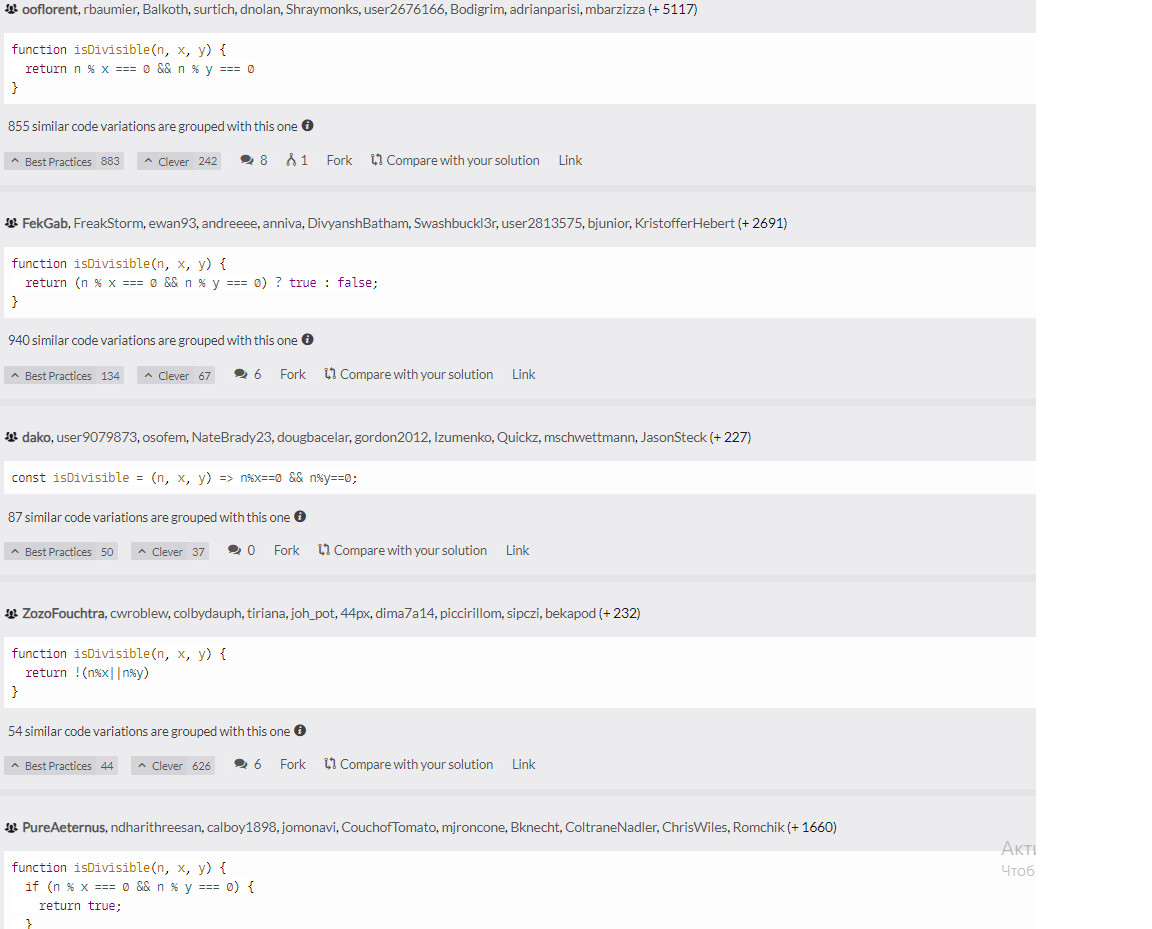 ooflorent, rbaumier, Balkoth, surtich, dnolan, Shraymonks, user2676166, Bodigrim, adrianparisi, mbarzizza (+ 5117)
function isDivisible(n, x, y) {
  return n % x === 0 && n % y === 0
}
855 similar code variations are grouped with this one
Best Practices 883 Clever 242 8 1 Fork Compare with your solution Link
FekGab, FreakStorm, ewan93, andreeee, anniva, DivyanshBatham, Swashbuckl3r, user2813575, bjunior, KristofferHebert (+ 2691)
function isDivisible(n, x, y) {
  return (n % x === 0 && n % y === 0) ? true : false;
}
940 similar code variations are grouped with this one
Best Practices 134 Clever 67 6 Fork Compare with your solution Link
dako, user9079873, osofem, NateBrady23, dougbacelar, gordon2012, Izumenko, Quickz, mschwettmann, JasonSteck (+ 227)
const isDivisible = (n, x, y) => n%x==0 && n%y==0;
87 similar code variations are grouped with this one
Best Practices 50 Clever 37 0 Fork Compare with your solution Link
ZozoFouchtra, cwroblew, colbydauph, tiriana, joh_pot, 44px, dima7a14, piccirillom, sipczi, bekapod (+ 232)
function isDivisible(n, x, y) {
  return !(n%x||n%y)
}
54 similar code variations are grouped with this one
Best Practices 44 Clever 626 6 Fork Compare with your solution Link
PureAeternus, ndharithreesan, calboy1898, jomonavi, CouchofTomato, mjroncone, Bknecht, ColtraneNadler, ChrisWiles, Romchik (+ 1660)
Акти
Чтоб
function isDivisible(n, x, y) {
  if (n % x === 0 && n % y === 0) {
    return true;
  }